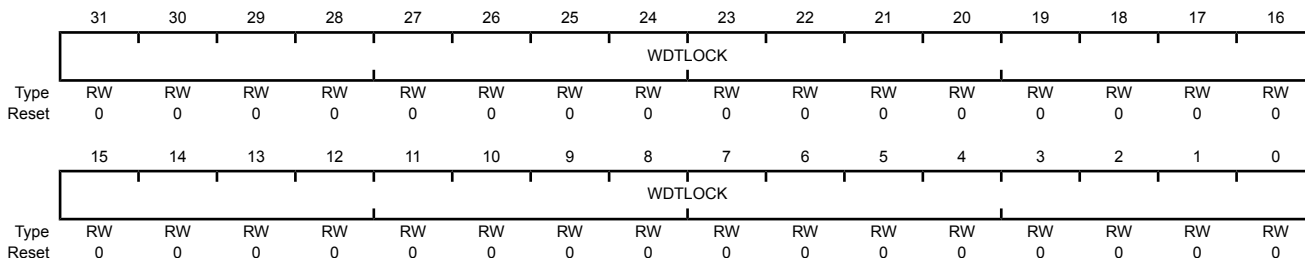 31 30 29 28 27 26 25 24 23 22 21 20 19 18 17 16
WDTLOCK
Type RW RW RW RW RW RW RW RW RW RW RW RW RW RW RW RW
Reset 0 0 0 0 0 0 0 0 0 0 0 0 0 0 0 0
15 14 13 12 11 10 9 8 7 6 5 4 3 2 1 0
WDTLOCK
Type RW RW RW RW RW RW RW RW RW RW RW RW RW RW RW RW
Reset 0 0 0 0 0 0 0 0 0 0 0 0 0 0 0 0